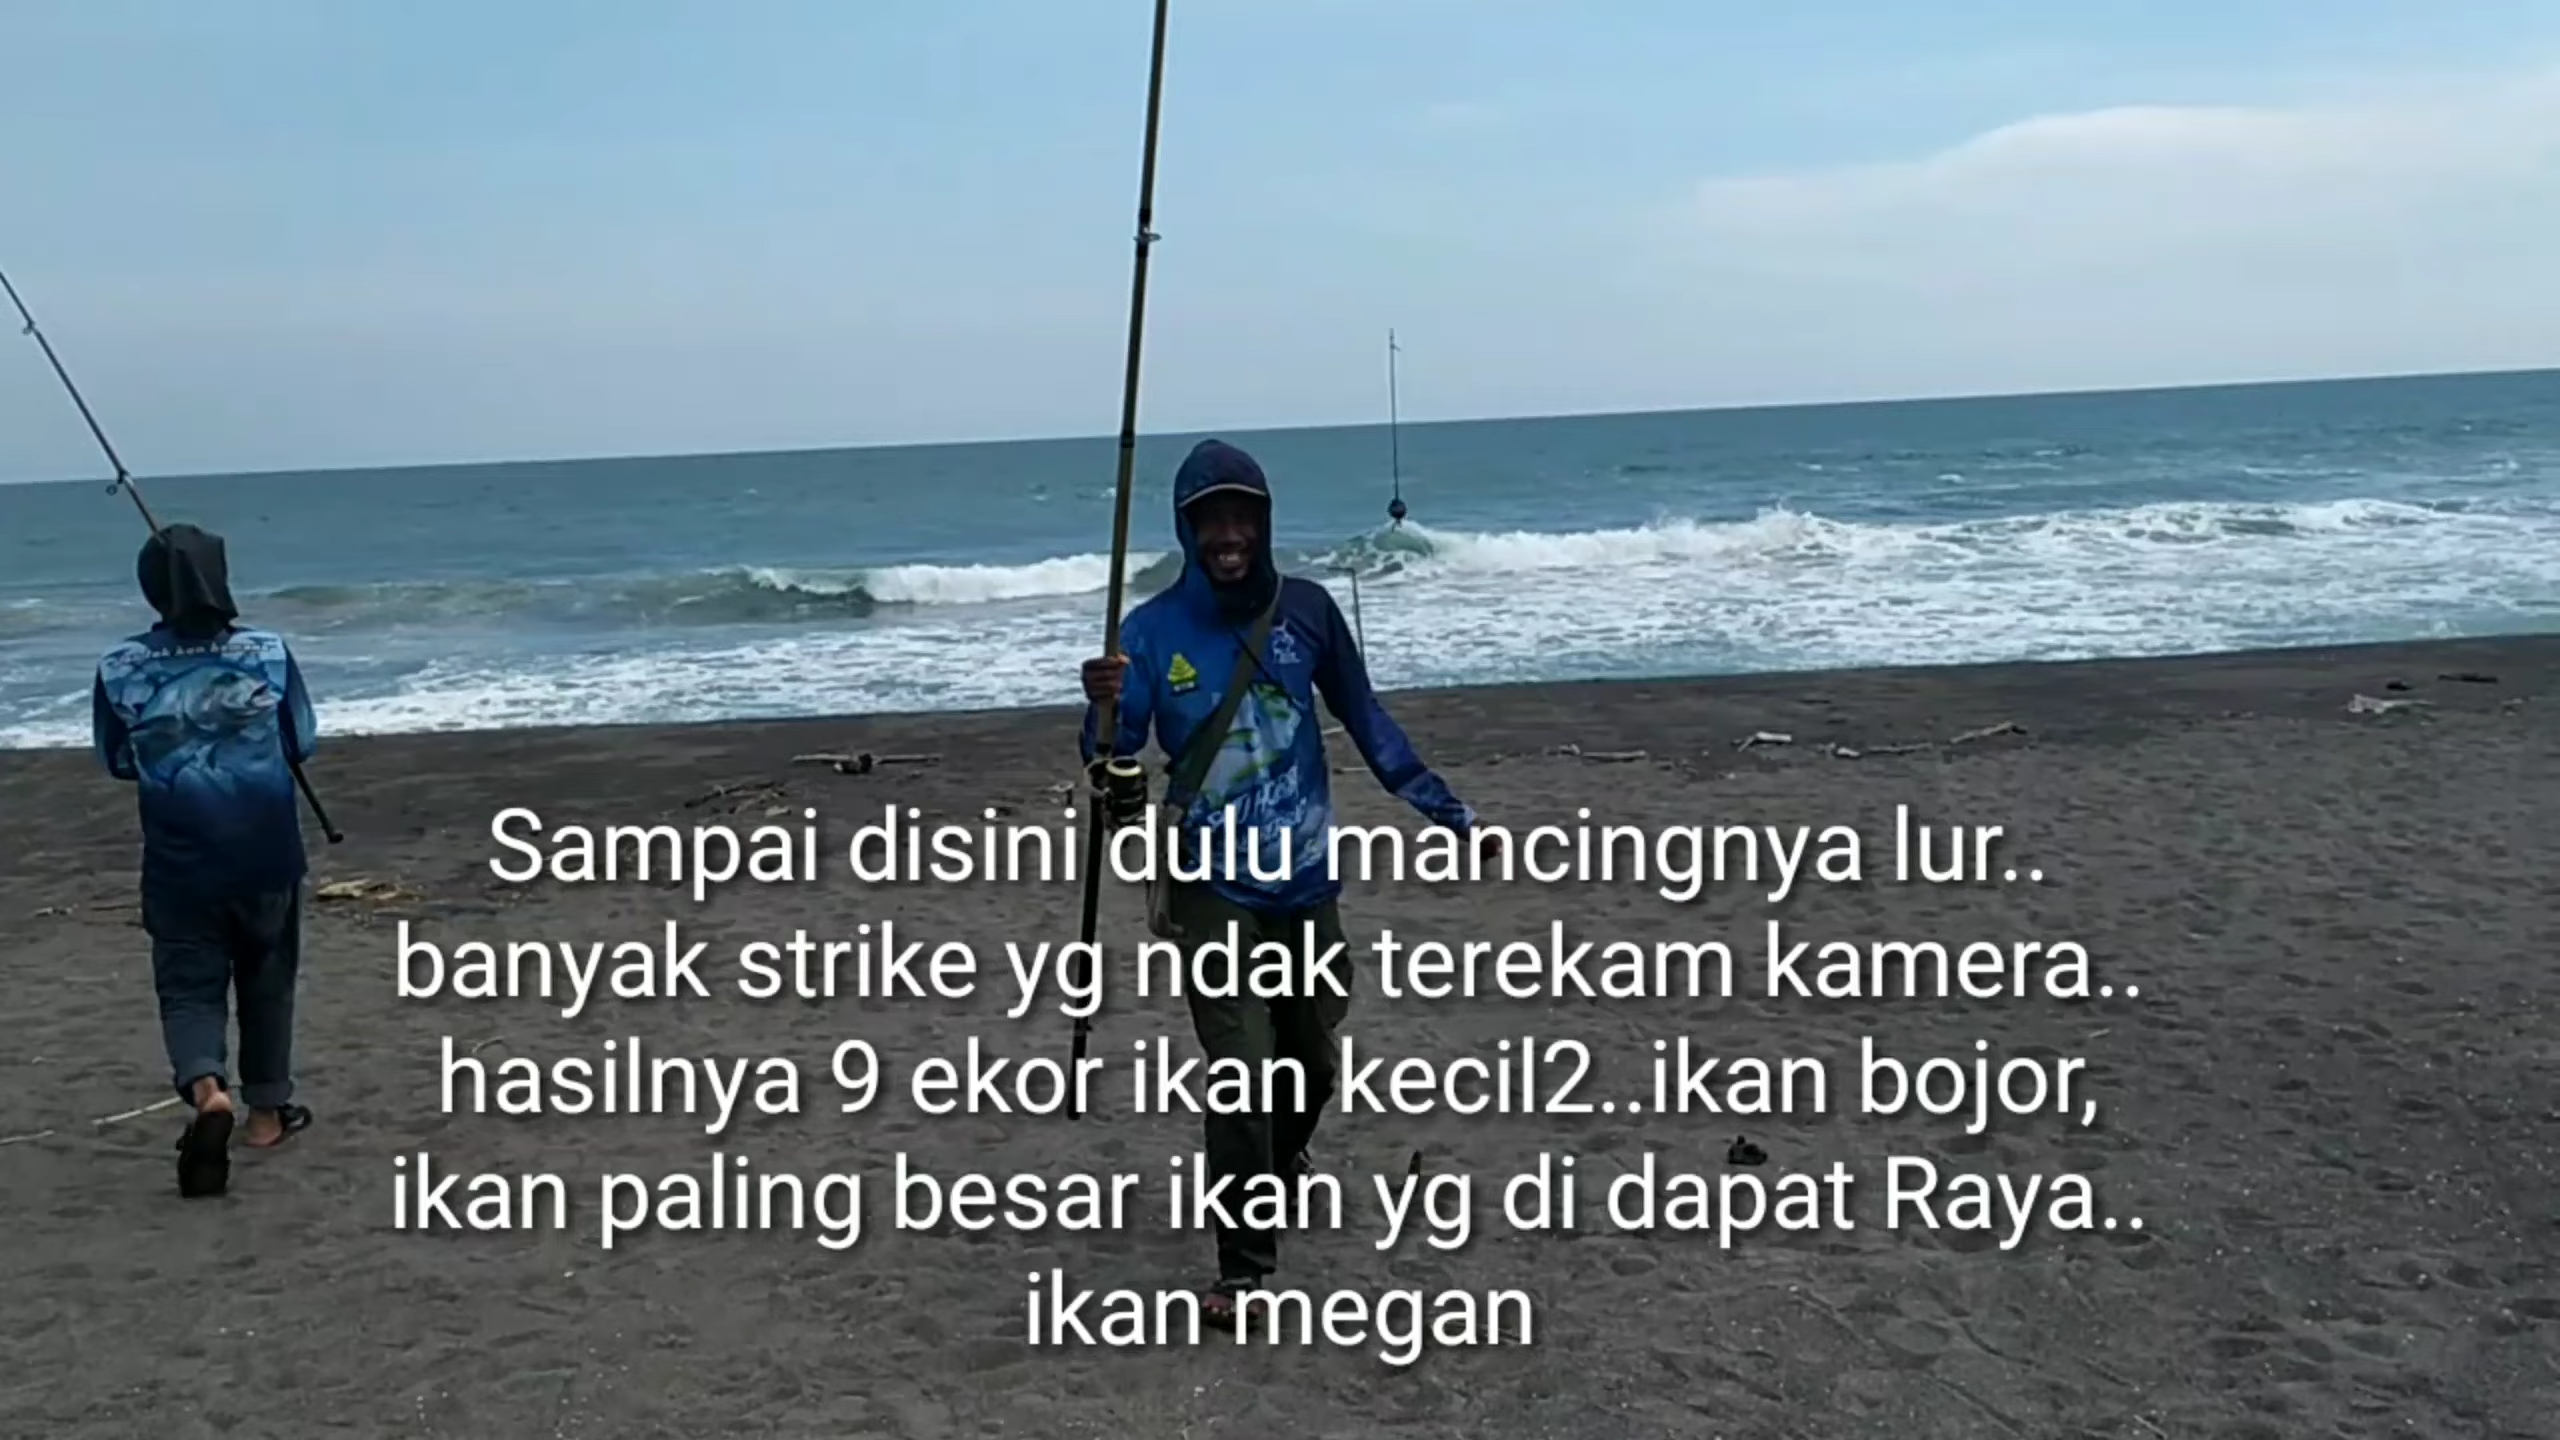 Sampai disini dulu mancingnya lur..
banyak strike yg ndak terekam kamera..
hasilnya 9 ekor ikan kecil2..ikan bojor,
ikan paling besar ikan yg di dapat Raya..
ikan megan